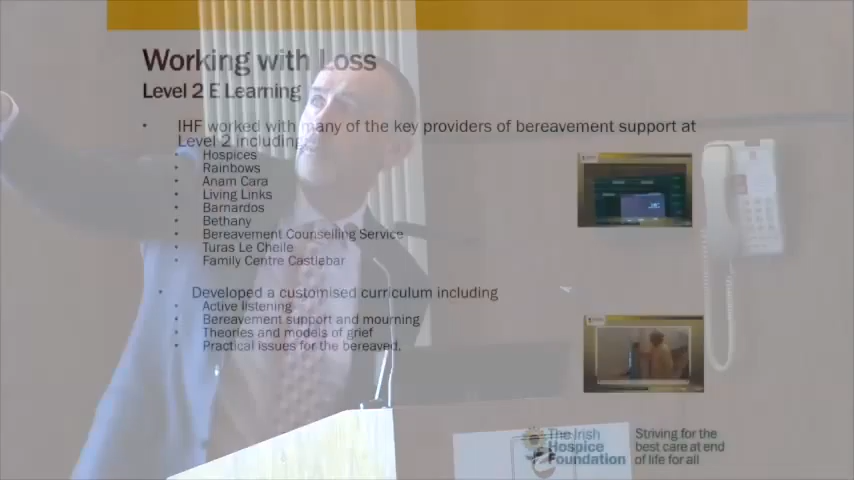 Working with Loss
Level 2 E Learning
• IHF worked with many of the key providers of bereavement support at
Level 2 including:
• Hospices
• Rainbows
• Anam Cara
• Living Links
• Barnardos
• Bethany
• Bereavement Counselling Service
• Turas Le Cheile
• Family Centre Castlebar
• Developed a customised curriculum including
• Active listening
• Bereavement support and mourning
• Theories and models of grief
• Practical issues for the bereaved.
The Irish
Hospice
Foundation
Striving for the
best care at end
of life for all